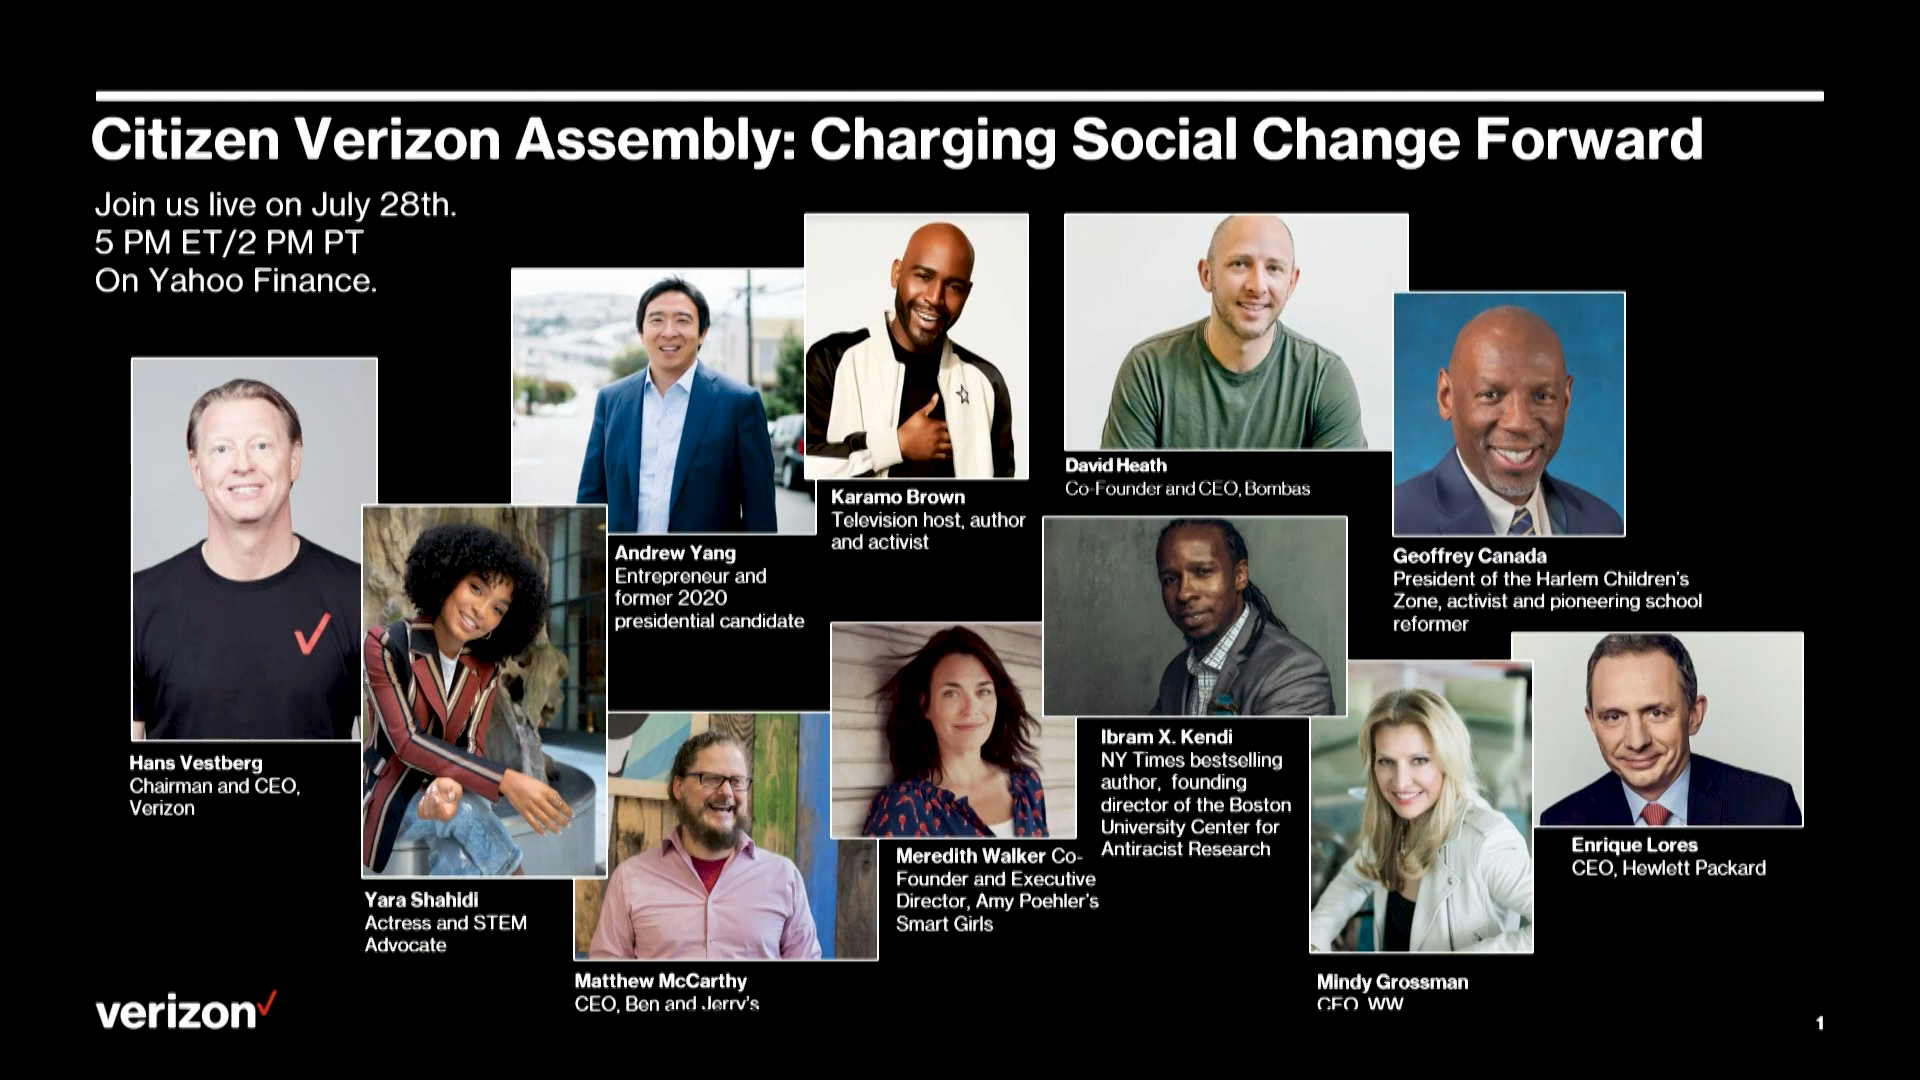 Citizen Verizon Assembly: Charging Social Change Forward
Join us live on July 28th.
5 PM ET/2 PM PT
On Yahoo Finance.
Hans Vestberg
Chairman and CEO,
Verizon
Yara Shahidi
Actress and STEM
Advocate
Andrew Yang
Entrepreneur and
former 2020
presidential candidate
Matthew McCarthy
CEO, Ben and Jerry's
Karamo Brown
Television host, author
and activist
Meredith Walker Co-
Founder and Executive
Director, Amy Poehler's
Smart Girls
David Heath
Co-Founder and CEO, Bombas
Ibram X. Kendi
NY Times bestselling
author, founding
director of the Boston
University Center for
Antiracist Research
Geoffrey Canada
President of the Harlem Children's
Zone, activist and pioneering school
reformer
Mindy Grossman
CEO, WW
Enrique Lores
CEO, Hewlett Packard
verizon
1